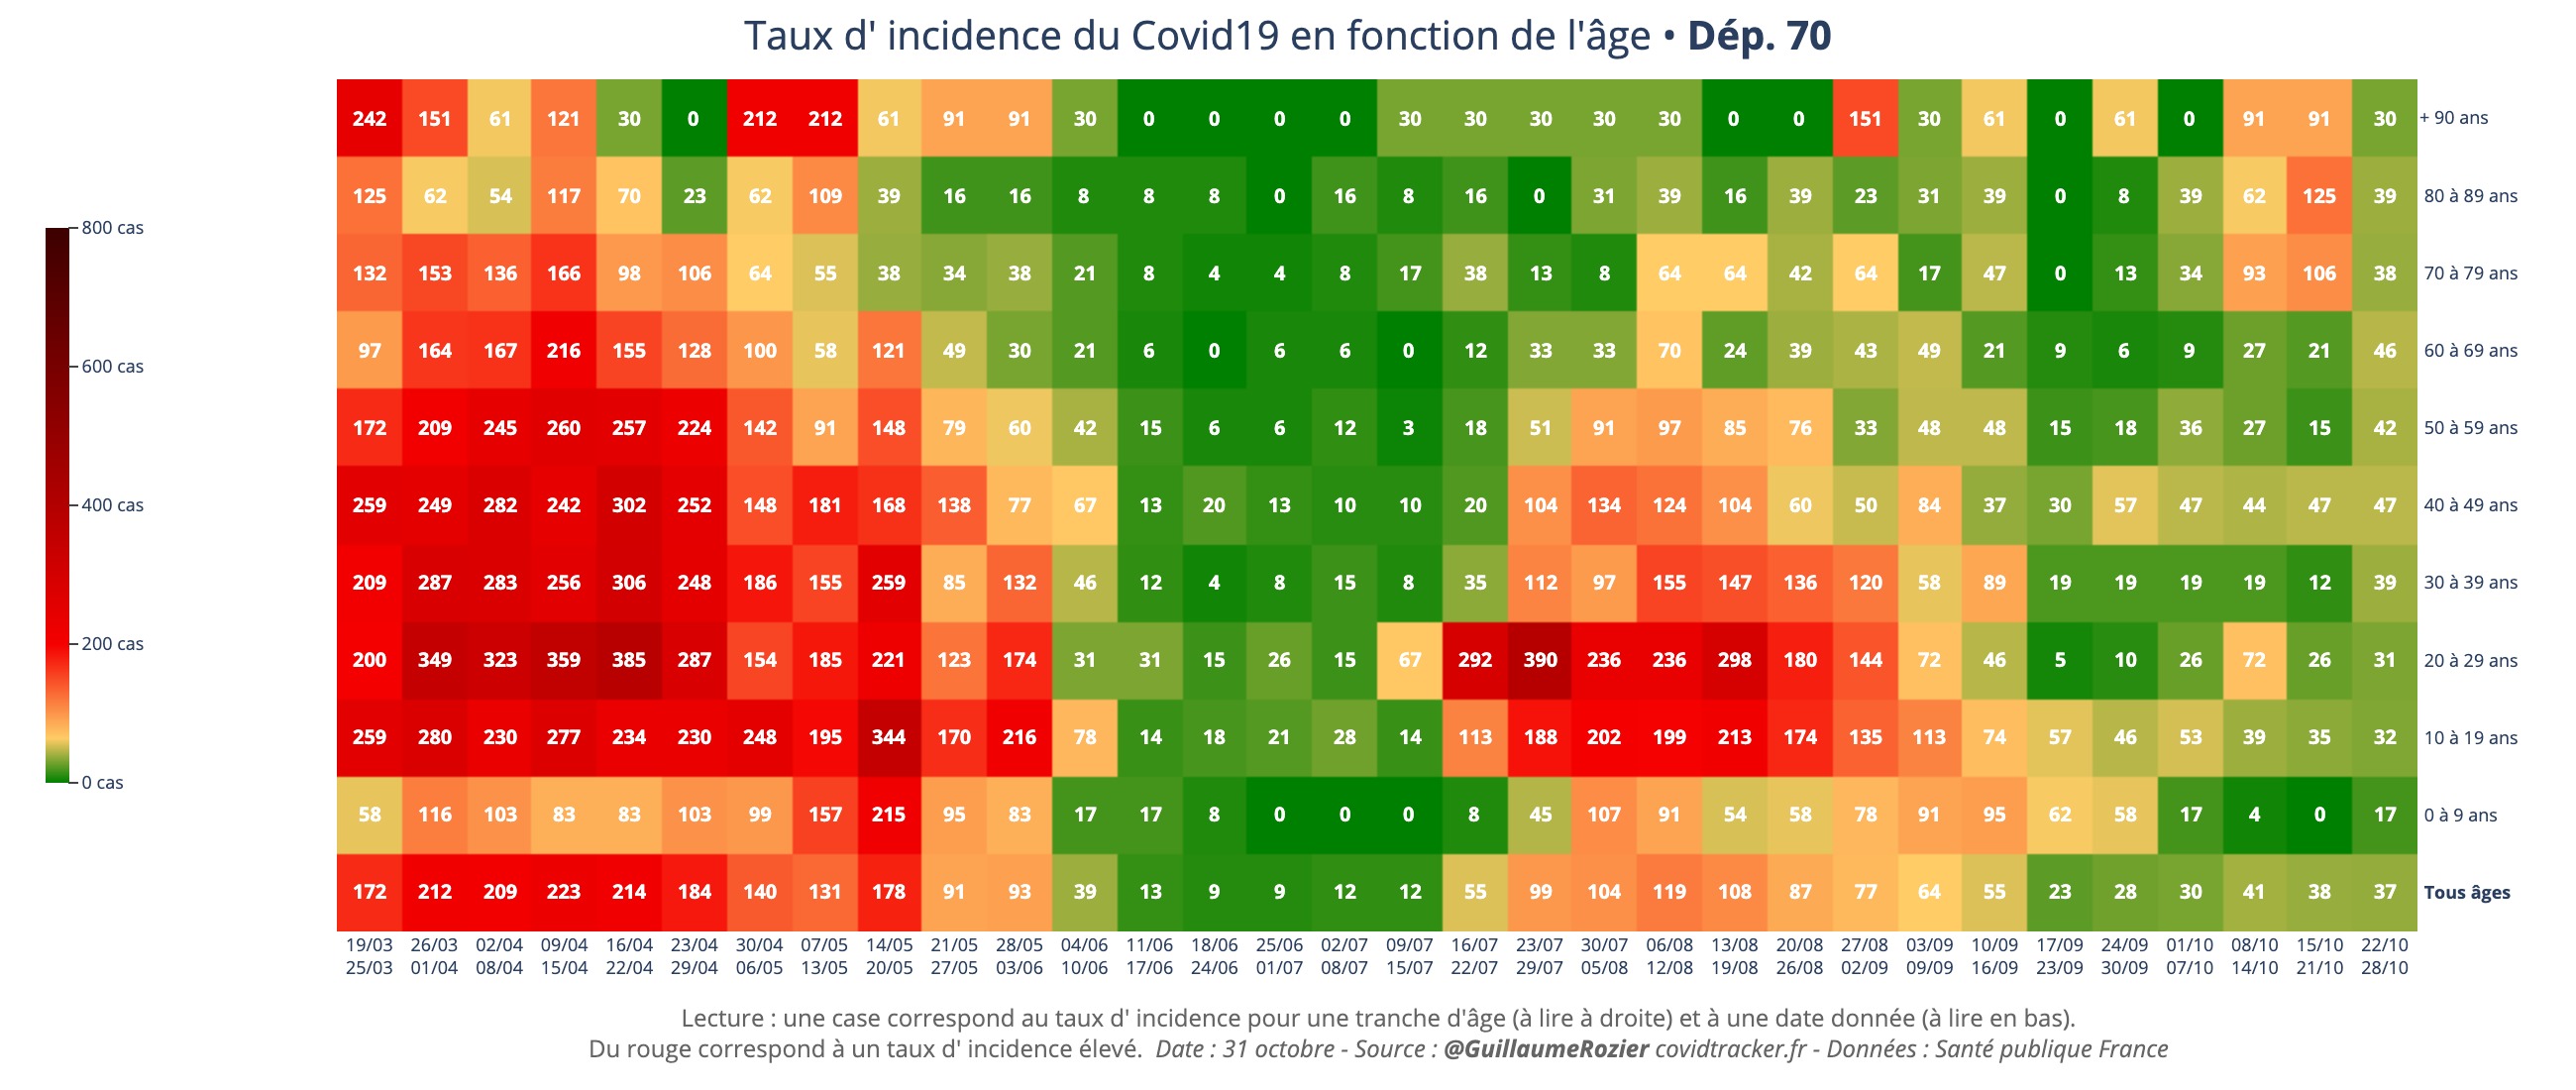 Taux d' incidence du Covid19 en fonction de l'âge • Dép. 70
800 cas
600 cas
400 cas
200 cas
0 cas
242 151 61 121 30 0 212 212 61 91 91 30 0 0 0 0 30 30 30 30 30 0 0 151 30 61 0 61 0 91 91 30 + 90 ans
125 62 54 117 70 23 62 109 39 16 16 8 8 8 0 16 8 16 0 31 39 16 39 23 31 39 0 8 39 62 125 39 80 à 89 ans
132 153 136 166 98 106 64 55 38 34 38 21 8 4 4 8 17 38 13 8 64 64 42 64 17 47 0 13 34 93 106 38 70 à 79 ans
97 164 167 216 155 128 100 58 121 49 30 21 6 0 6 6 0 12 33 33 70 24 39 43 49 21 9 6 9 27 21 46 60 à 69 ans
172 209 245 260 257 224 142 91 148 79 60 42 15 6 6 12 3 18 51 91 97 85 76 33 48 48 15 18 36 27 15 42 50 à 59 ans
259 249 282 242 302 252 148 181 168 138 77 67 13 20 13 10 10 20 104 134 124 104 60 50 84 37 30 57 47 44 47 47 40 à 49 ans
209 287 283 256 306 248 186 155 259 85 132 46 12 4 8 15 8 35 112 97 155 147 136 120 58 89 19 19 19 19 12 39 30 à 39 ans
200 349 323 359 385 287 154 185 221 123 174 31 31 15 26 15 67 292 390 236 236 298 180 144 72 46 5 10 26 72 26 31 20 à 29 ans
259 280 230 277 234 230 248 195 344 170 216 78 14 18 21 28 14 113 188 202 199 213 174 135 113 74 57 46 53 39 35 32 10 à 19 ans
58 116 103 83 83 103 99 157 215 95 83 17 17 8 0 0 0 8 45 107 91 54 58 78 91 95 62 58 17 4 0 17 0 à 9 ans
172 212 209 223 214 184 140 131 178 91 93 39 13 9 9 12 12 55 99 104 119 108 87 77 64 55 23 28 30 41 38 37 Tous âges
19/03 26/03 02/04 09/04 16/04 23/04 30/04 07/05 14/05 21/05 28/05 04/06 11/06 18/06 25/06 02/07 09/07 16/07 23/07 30/07 06/08 13/08 20/08 27/08 03/09 10/09 17/09 24/09 01/10 08/10 15/10 22/10
25/03 01/04 08/04 15/04 22/04 29/04 06/05 13/05 20/05 27/05 03/06 10/06 17/06 24/06 01/07 08/07 15/07 22/07 29/07 05/08 12/08 19/08 26/08 02/09 09/09 16/09 23/09 30/09 07/10 14/10 21/10 28/10
Lecture : une case correspond au taux d' incidence pour une tranche d'âge (à lire à droite) et à une date donnée (à lire en bas).
Du rouge correspond à un taux d' incidence élevé. Date : 31 octobre - Source : @GuillaumeRozier covidtracker.fr - Données : Santé publique France